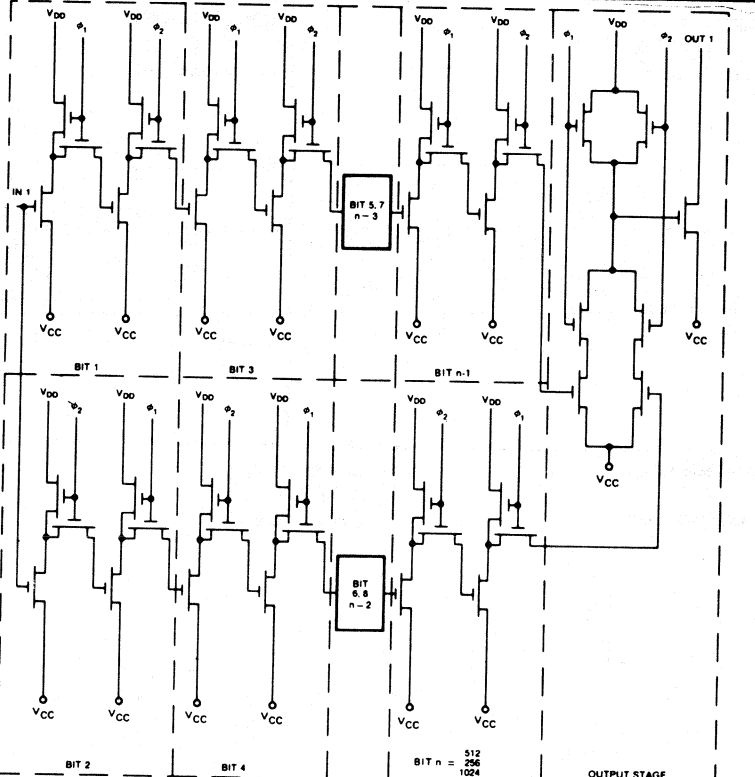 VDD φ1 VDD φ2 VDD φ1 VDD φ2 VDD φ1 VDD φ2 φ1 VDD φ2 OUT 1
IN 1
BIT 5, 7
n – 3
VCC VCC VCC VCC VCC VCC VCC
BIT 1 BIT 3 BIT n-1
VDD φ2 VDD φ1 VDD φ2 VDD φ1 VDD φ2 VDD φ1
VCC
BIT
6, 8
n – 2
VCC VCC VCC VCC VCC VCC
BIT 2 BIT 4 BIT n = 512
256
1024
OUTPUT STAGE